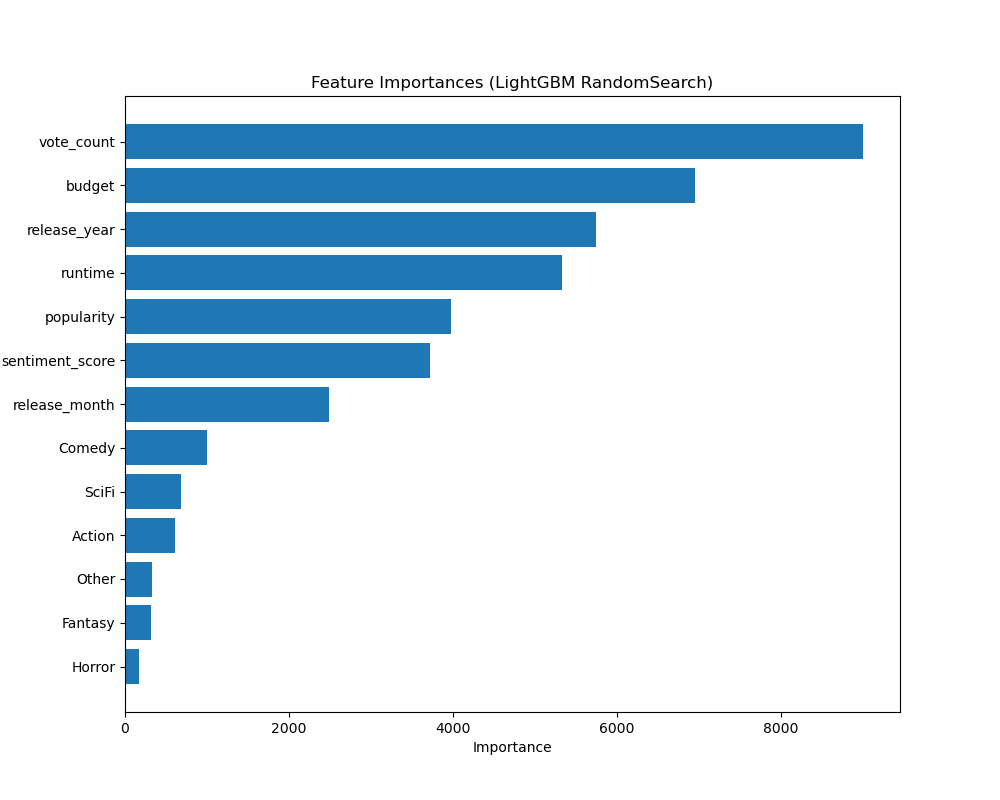 Feature Importances (LightGBM RandomSearch)
vote_count
budget
release_year
runtime
popularity
sentiment_score
release_month
Comedy
SciFi
Action
Other
Fantasy
Horror
0 2000 4000 6000 8000
Importance